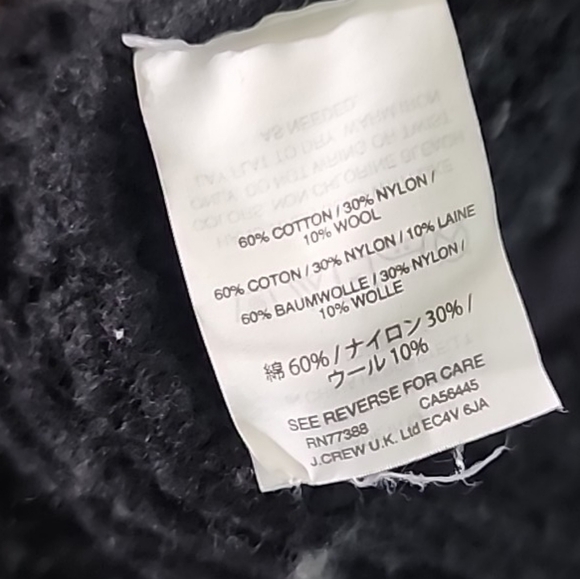 60% COTTON / 30% NYLON /
10% WOOL
60% COTON / 30% NYLON / 10% LAINE
60% BAUMWOLLE / 30% NYLON /
10% WOLLE
綿 60% / ナイロン 30% /
ウール 10%
SEE REVERSE FOR CARE
RN77388 CA56445
J.CREW U.K. Ltd EC4V 6JA